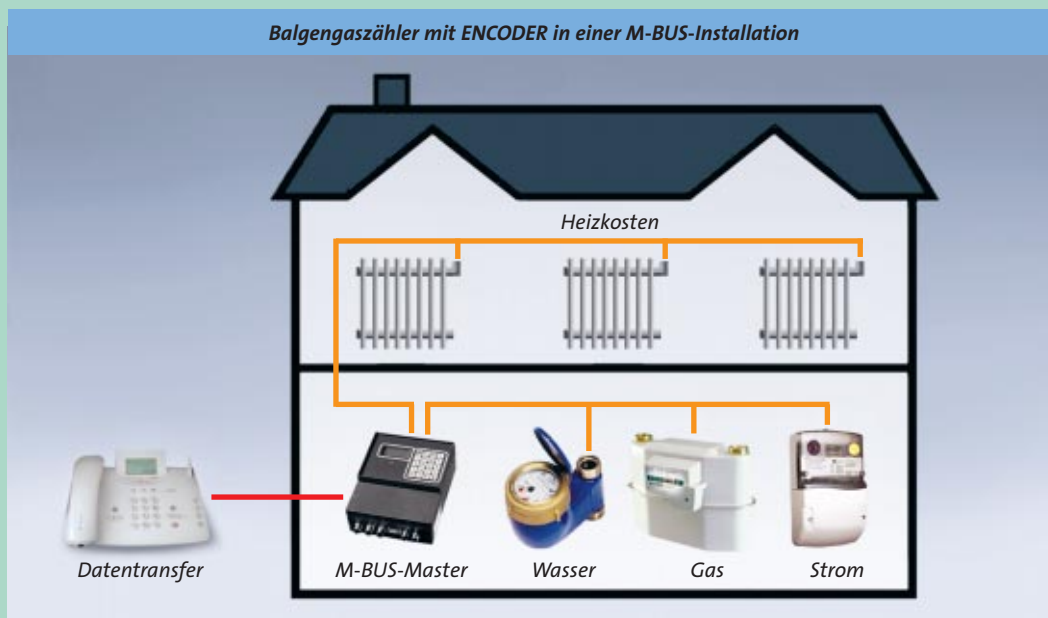 Balgengaszähler mit ENCODER in einer M-BUS-Installation
Heizkosten
Datentransfer
M-BUS-Master
Wasser
Gas
Strom